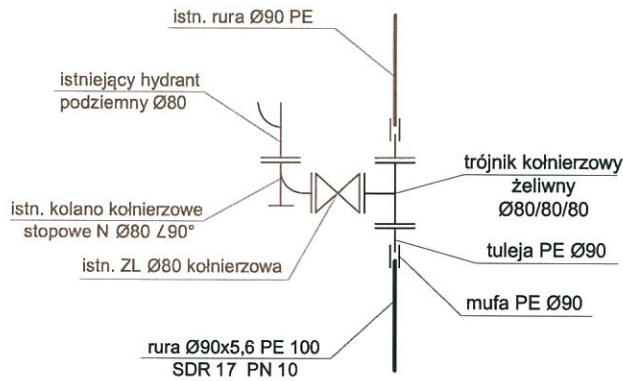 istn. rura Ø90 PE
istniejący hydrant
podziemny Ø80
trójnik kołnierzowy
żeliwny
Ø80/80/80
istn. kolano kołnierzowe
stopowe N Ø80 ∠90°
istn. ZL Ø80 kołnierzowa
tuleja PE Ø90
mufa PE Ø90
rura Ø90x5,6 PE 100
SDR 17 PN 10